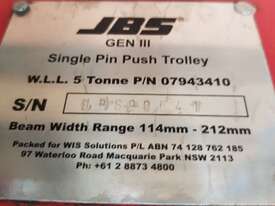 JBS
GEN III
Single Pin Push Trolley
W.L.L. 5 Tonne P/N 07943410
S/N
Beam Width Range 114mm - 212mm
Packed for WIS Solutions P/L ABN 74 128 762 185
97 Waterloo Road Macquarie Park NSW 2113
Ph: +61 2 8873 4800